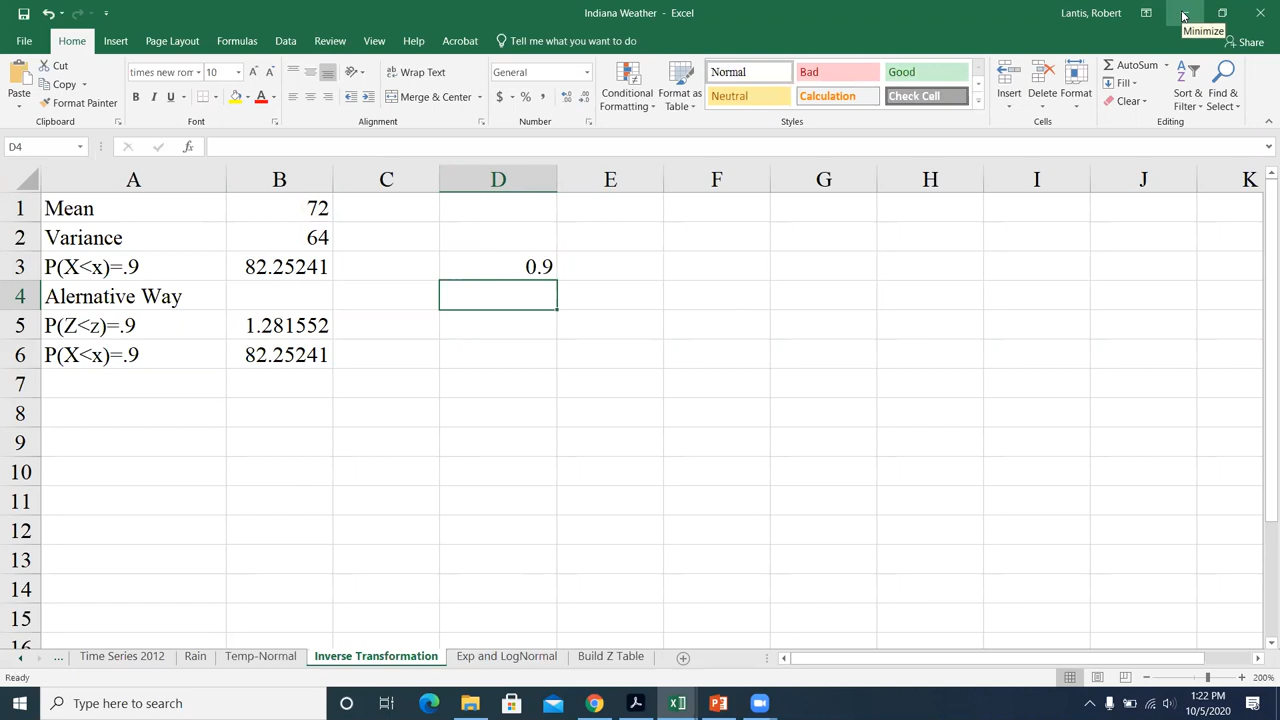 Indiana Weather - Excel
Lantis, Robert
Minimize
File Home Insert Page Layout Formulas Data Review View Help Acrobat Tell me what you want to do Share
Paste
Cut
Copy
Format Painter
Clipboard
times new rom 10
B I U
Font
Wrap Text
Merge & Center
Alignment
General
$ % ,
Number
Conditional Formatting
Format as Table
Normal Bad Good
Neutral Calculation Check Cell
Styles
Insert Delete Format
Cells
AutoSum
Fill
Clear
Sort & Filter
Find & Select
Editing
D4
fx
A B C D E F G H I J K
1 Mean 72
2 Variance 64
3 P(X<x)=.9 82.25241 0.9
4 Alernative Way
5 P(Z<z)=.9 1.281552
6 P(X<x)=.9 82.25241
7
8
9
10
11
12
13
14
15
16
... Time Series 2012 Rain Temp-Normal Inverse Transformation Exp and LogNormal Build Z Table
Ready
200%
Type here to search
1:22 PM
10/5/2020